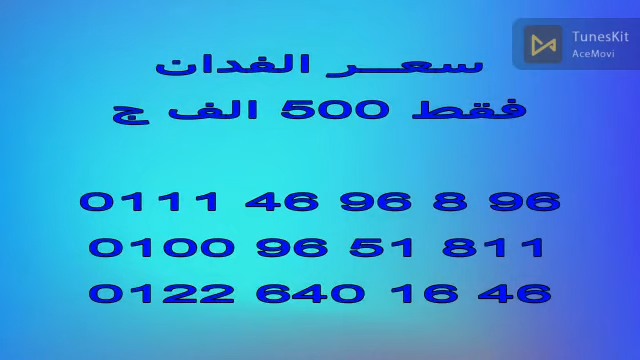 TunesKit
AceMovi
سعـــر الفدان
فقط 500 الف ج
0111 46 96 8 96
0100 96 51 811
0122 640 16 46